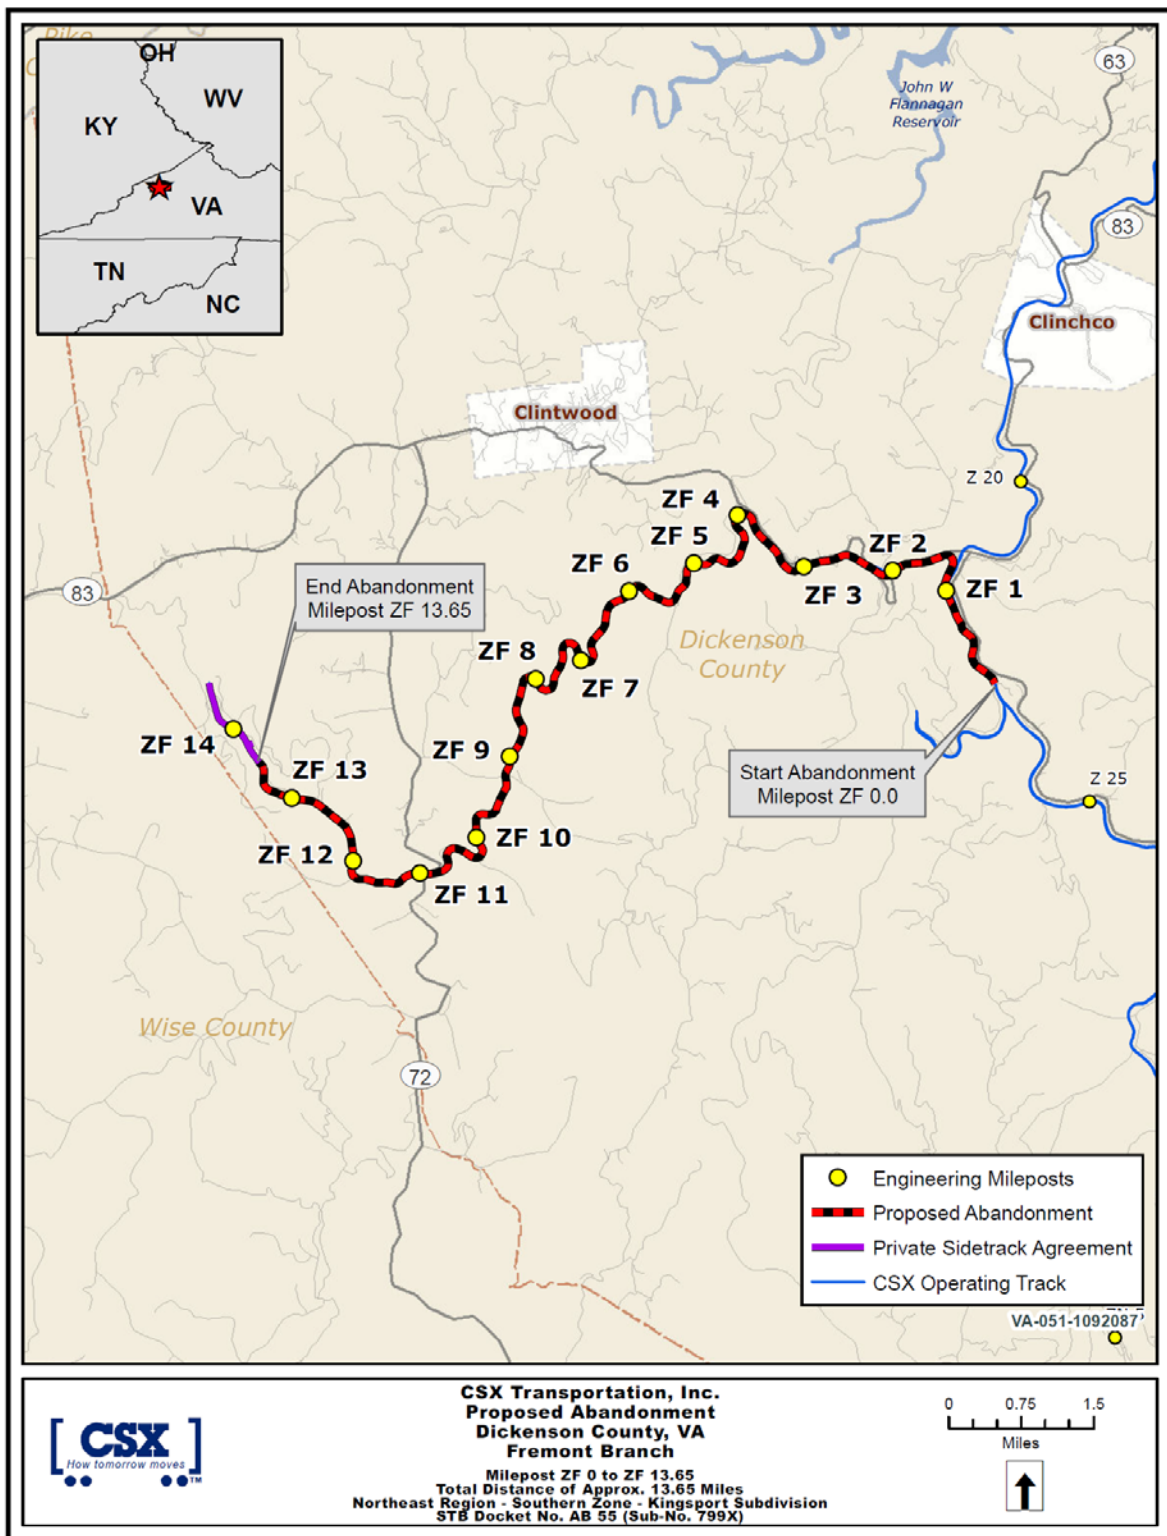 Pike
OH
WV
KY
VA
TN
NC
John W
Flannagan
Reservoir
63
83
Clinchco
Clintwood
Z 20
ZF 4
ZF 5
ZF 2
ZF 6
ZF 3
ZF 1
83
End Abandonment
Milepost ZF 13.65
Dickenson
County
ZF 8
ZF 7
ZF 14
ZF 9
ZF 13
Start Abandonment
Milepost ZF 0.0
Z 25
ZF 10
ZF 12
ZF 11
Wise County
72
Engineering Mileposts
Proposed Abandonment
Private Sidetrack Agreement
CSX Operating Track
VA-051-1092087
CSX Transportation, Inc.
Proposed Abandonment
Dickenson County, VA
Fremont Branch
Milepost ZF 0 to ZF 13.65
Total Distance of Approx. 13.65 Miles
Northeast Region - Southern Zone - Kingsport Subdivision
STB Docket No. AB 55 (Sub-No. 799X)
CSX
How tomorrow moves
TM
0 0.75 1.5
Miles